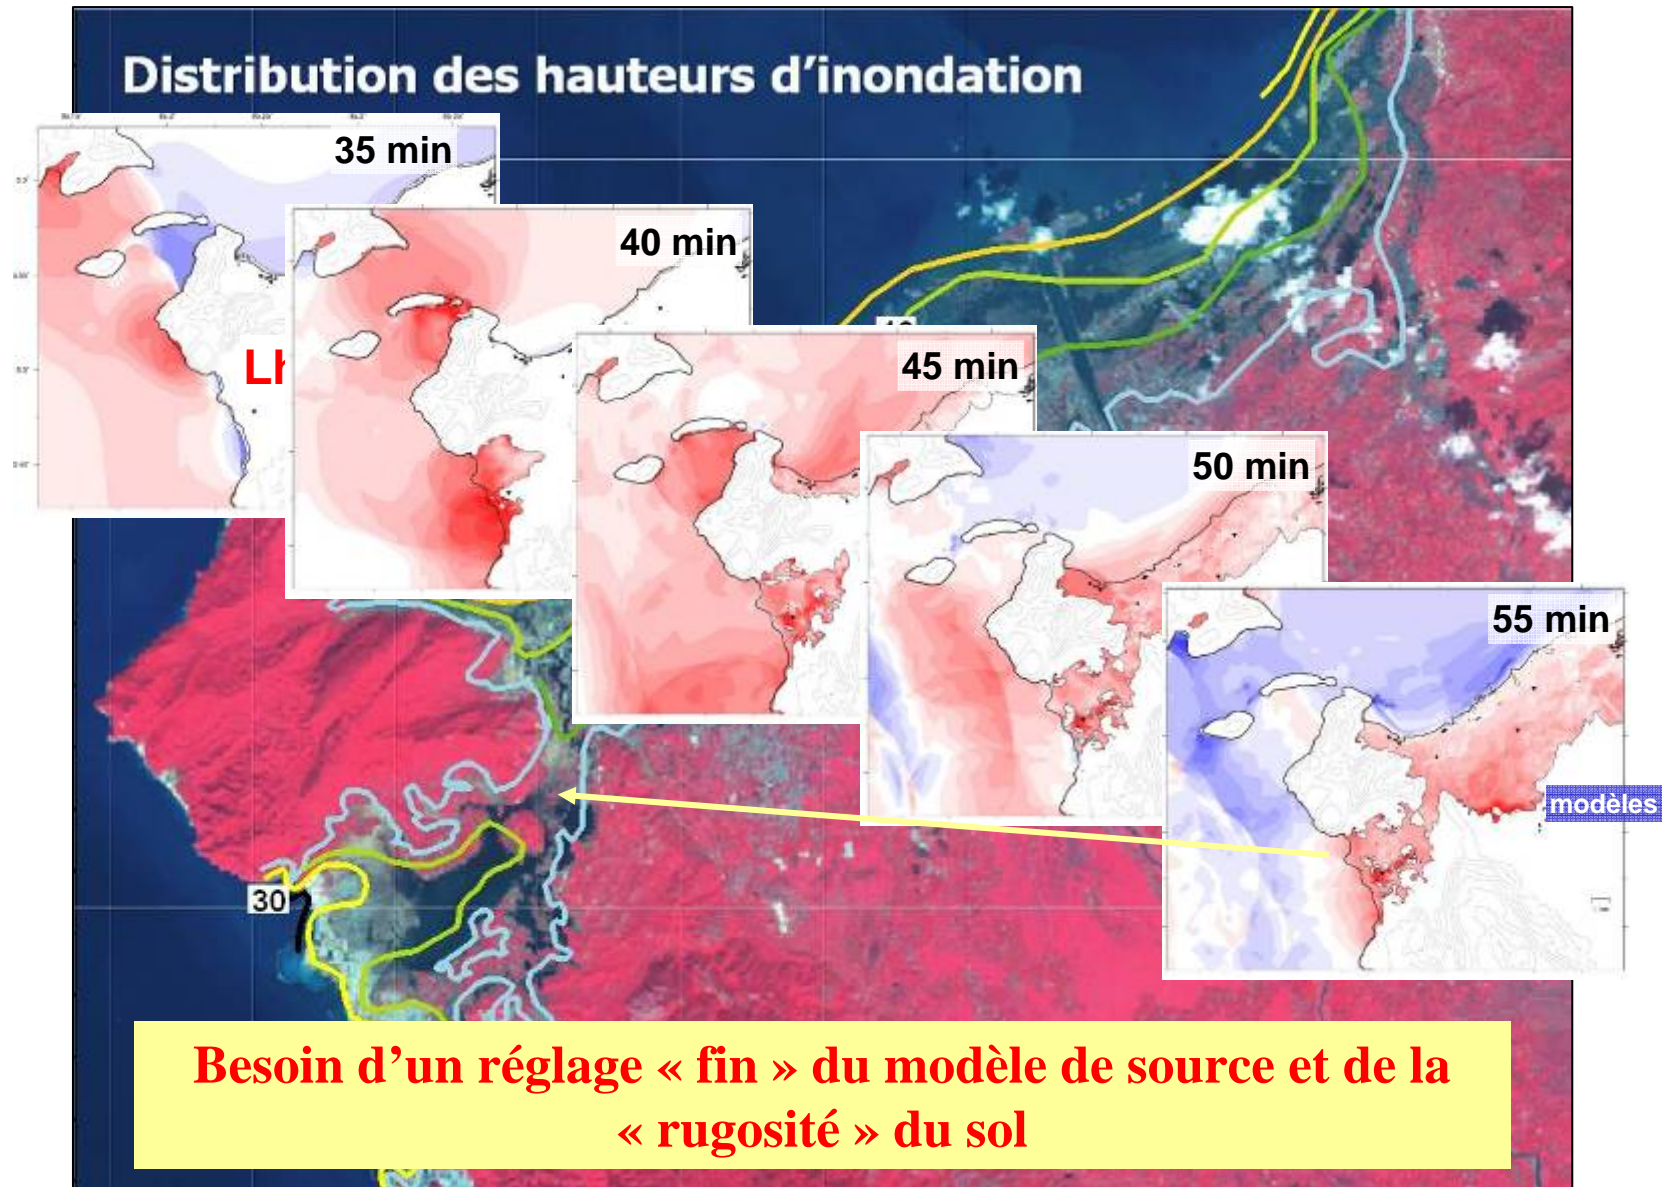 Distribution des hauteurs d'inondation
35 min
40 min
45 min
50 min
55 min
modèles
30
Besoin d'un réglage « fin » du modèle de source et de la
« rugosité » du sol